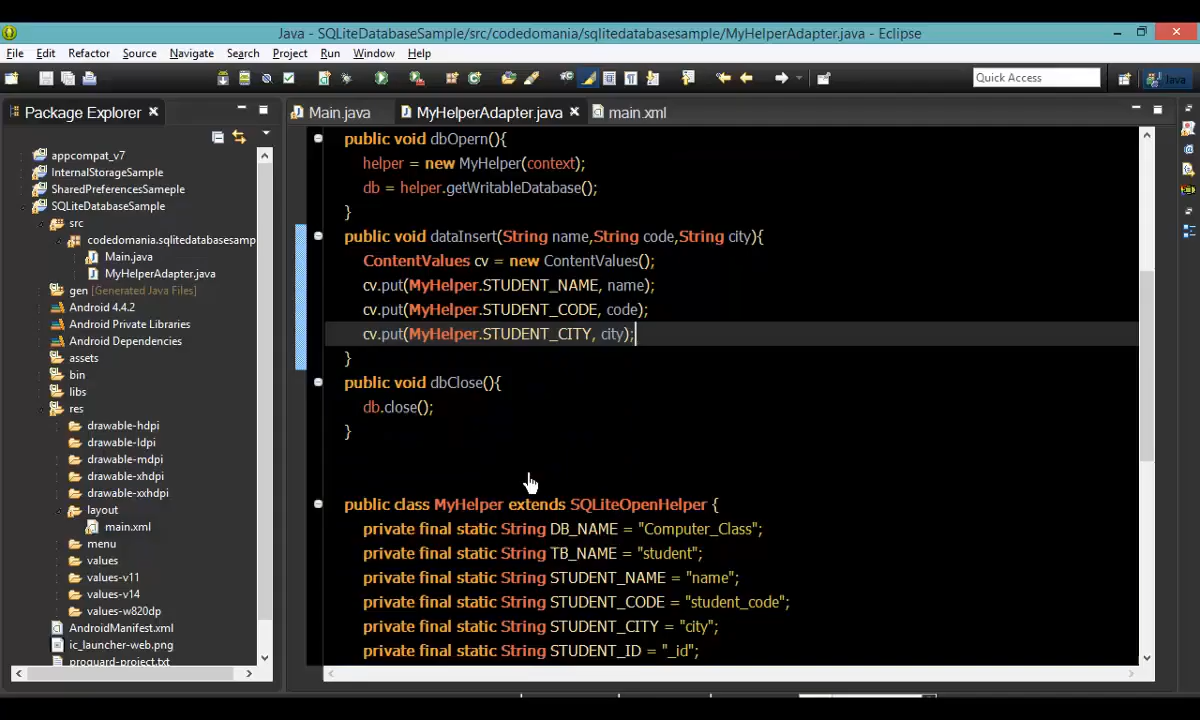 Java - SQLiteDatabaseSample/src/codedomania/sqlitedatabasesample/MyHelperAdapter.java - Eclipse
File Edit Refactor Source Navigate Search Project Run Window Help
Quick Access
Java
Package Explorer
Main.java
MyHelperAdapter.java
main.xml
appcompat_v7
InternalStorageSample
SharedPreferencesSameple
SQLiteDatabaseSample
src
codedomania.sqlitedatabasesamp
Main.java
MyHelperAdapter.java
gen [Generated Java Files]
Android 4.4.2
Android Private Libraries
Android Dependencies
assets
bin
libs
res
drawable-hdpi
drawable-ldpi
drawable-mdpi
drawable-xhdpi
drawable-xxhdpi
layout
main.xml
menu
values
values-v11
values-v14
values-w820dp
AndroidManifest.xml
ic_launcher-web.png
proguard-project.txt
public void dbOpern(){
helper = new MyHelper(context);
db = helper.getWritableDatabase();
}
public void dataInsert(String name,String code,String city){
ContentValues cv = new ContentValues();
cv.put(MyHelper.STUDENT_NAME, name);
cv.put(MyHelper.STUDENT_CODE, code);
cv.put(MyHelper.STUDENT_CITY, city);
}
public void dbClose(){
db.close();
}
public class MyHelper extends SQLiteOpenHelper {
private final static String DB_NAME = "Computer_Class";
private final static String TB_NAME = "student";
private final static String STUDENT_NAME = "name";
private final static String STUDENT_CODE = "student_code";
private final static String STUDENT_CITY = "city";
private final static String STUDENT_ID = "_id";